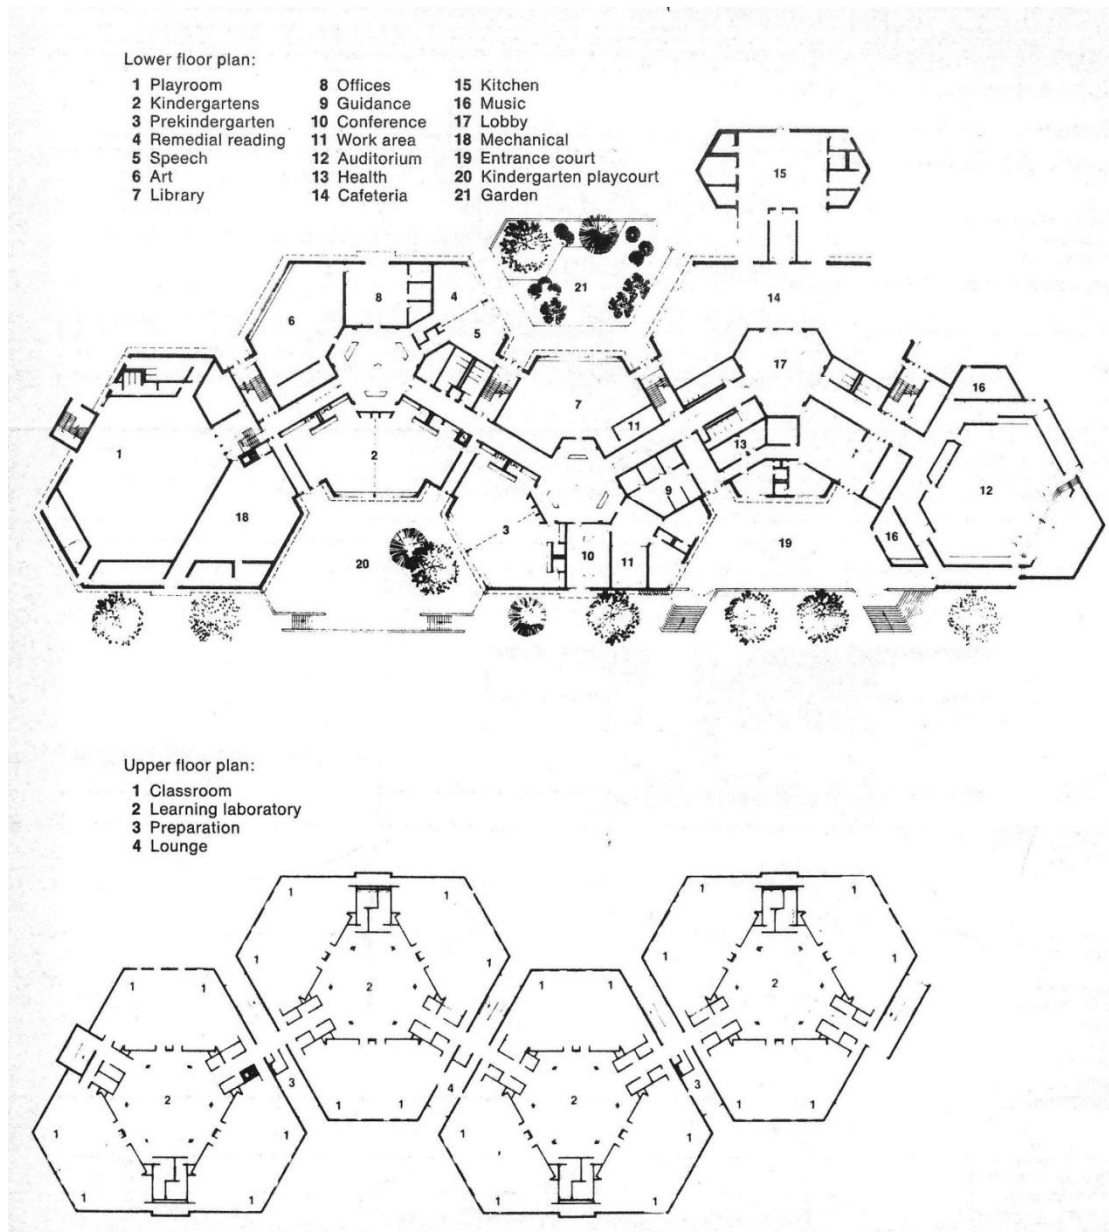 Lower floor plan:
1 Playroom
2 Kindergartens
3 Prekindergarten
4 Remedial reading
5 Speech
6 Art
7 Library
8 Offices
9 Guidance
10 Conference
11 Work area
12 Auditorium
13 Health
14 Cafeteria
15 Kitchen
16 Music
17 Lobby
18 Mechanical
19 Entrance court
20 Kindergarten playcourt
21 Garden
15
21
8 4 14
6 5
17
16
7
11
13
1 2
9 12
18
3
10 11 19 16
20
Upper floor plan:
1 Classroom
2 Learning laboratory
3 Preparation
4 Lounge
1 1 1 1
1 1 1 1
1 1 2 1 1 2
3 4 3
2 1 1 2 1 1
1 1 1 1
1 1 1 1